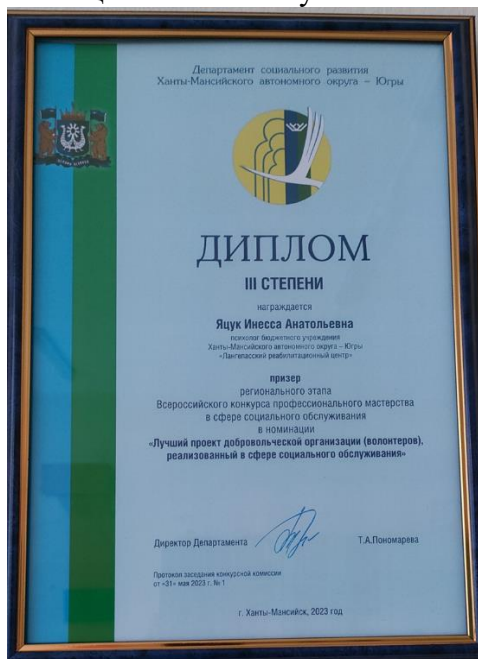 Департамент социального развития
Ханты-Мансийского автономного округа – Югры
ДИПЛОМ
III СТЕПЕНИ
награждается
Яцук Инесса Анатольевна
психолог бюджетного учреждения
Ханты-Мансийского автономного округа – Югры
«Лангепасский реабилитационный центр»
призер
регионального этапа
Всероссийского конкурса профессионального мастерства
в сфере социального обслуживания
в номинации
«Лучший проект добровольческой организации (волонтеров),
реализованный в сфере социального обслуживания»
Директор Департамента Т.А.Пономарева
Протокол заседания конкурсной комиссии
от «31» мая 2023 г. № 1
г. Ханты-Мансийск, 2023 год